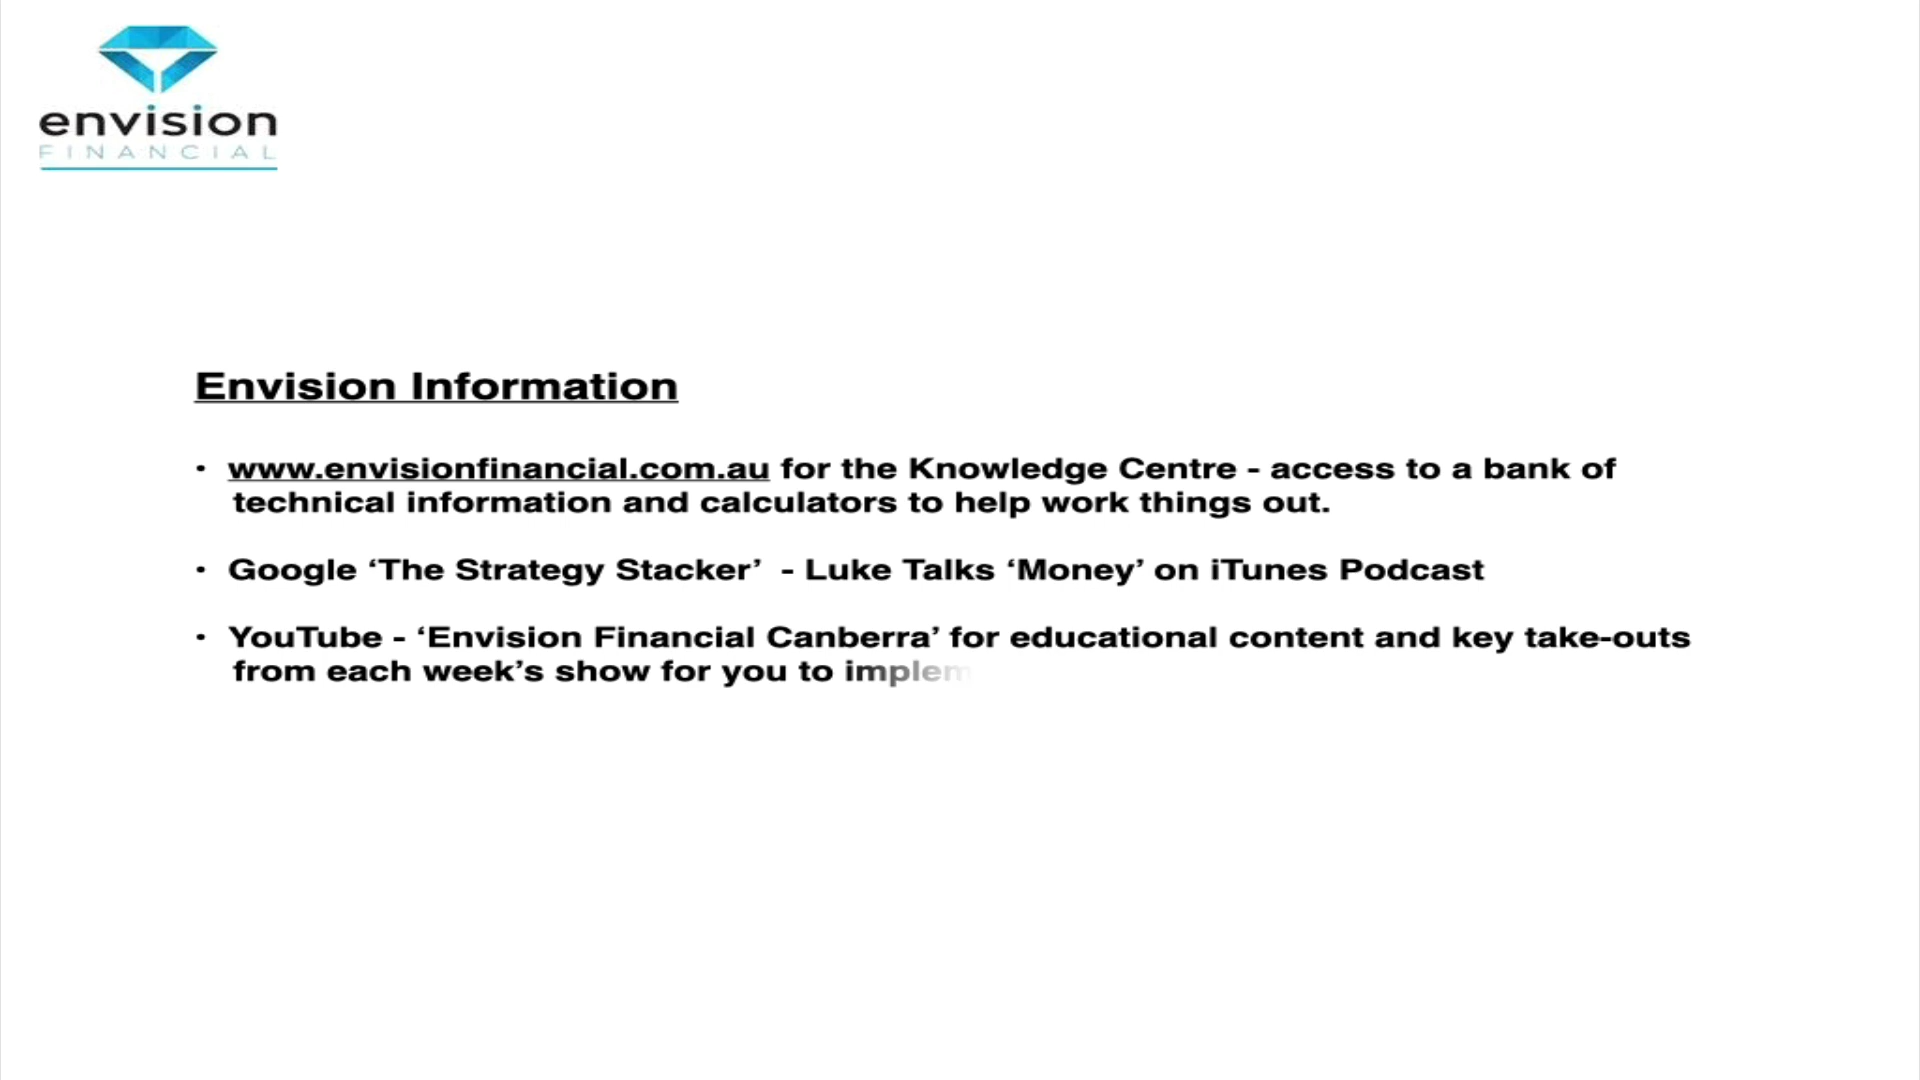 envision
FINANCIAL
Envision Information
• www.envisionfinancial.com.au for the Knowledge Centre - access to a bank of
technical information and calculators to help work things out.
• Google ‘The Strategy Stacker’ - Luke Talks ‘Money’ on iTunes Podcast
• YouTube - ‘Envision Financial Canberra’ for educational content and key take-outs
from each week’s show for you to implem